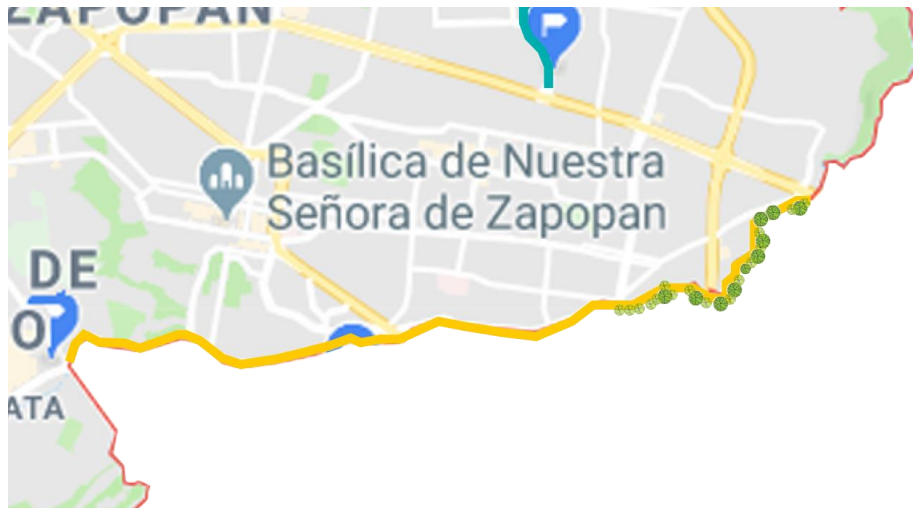 ZAPOPAN
Basílica de Nuestra
Señora de Zapopan
DE
O
ATA